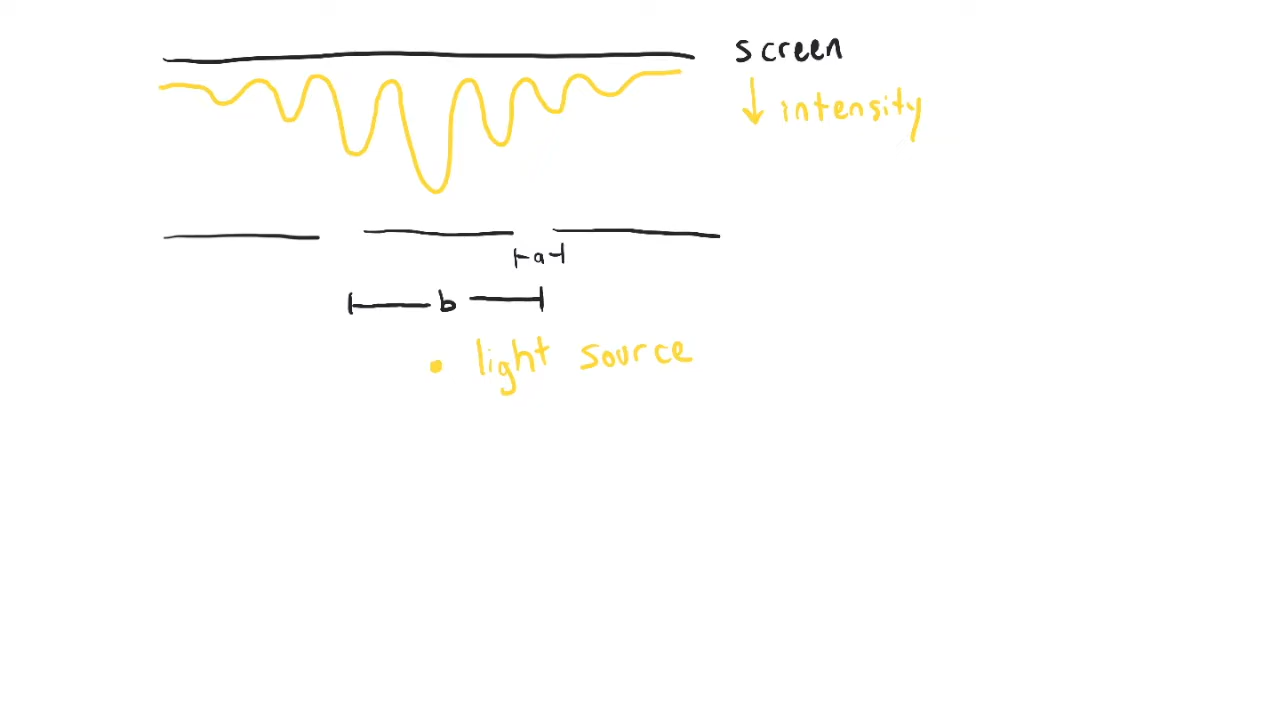 screen
↓ intensity
a
b
light source